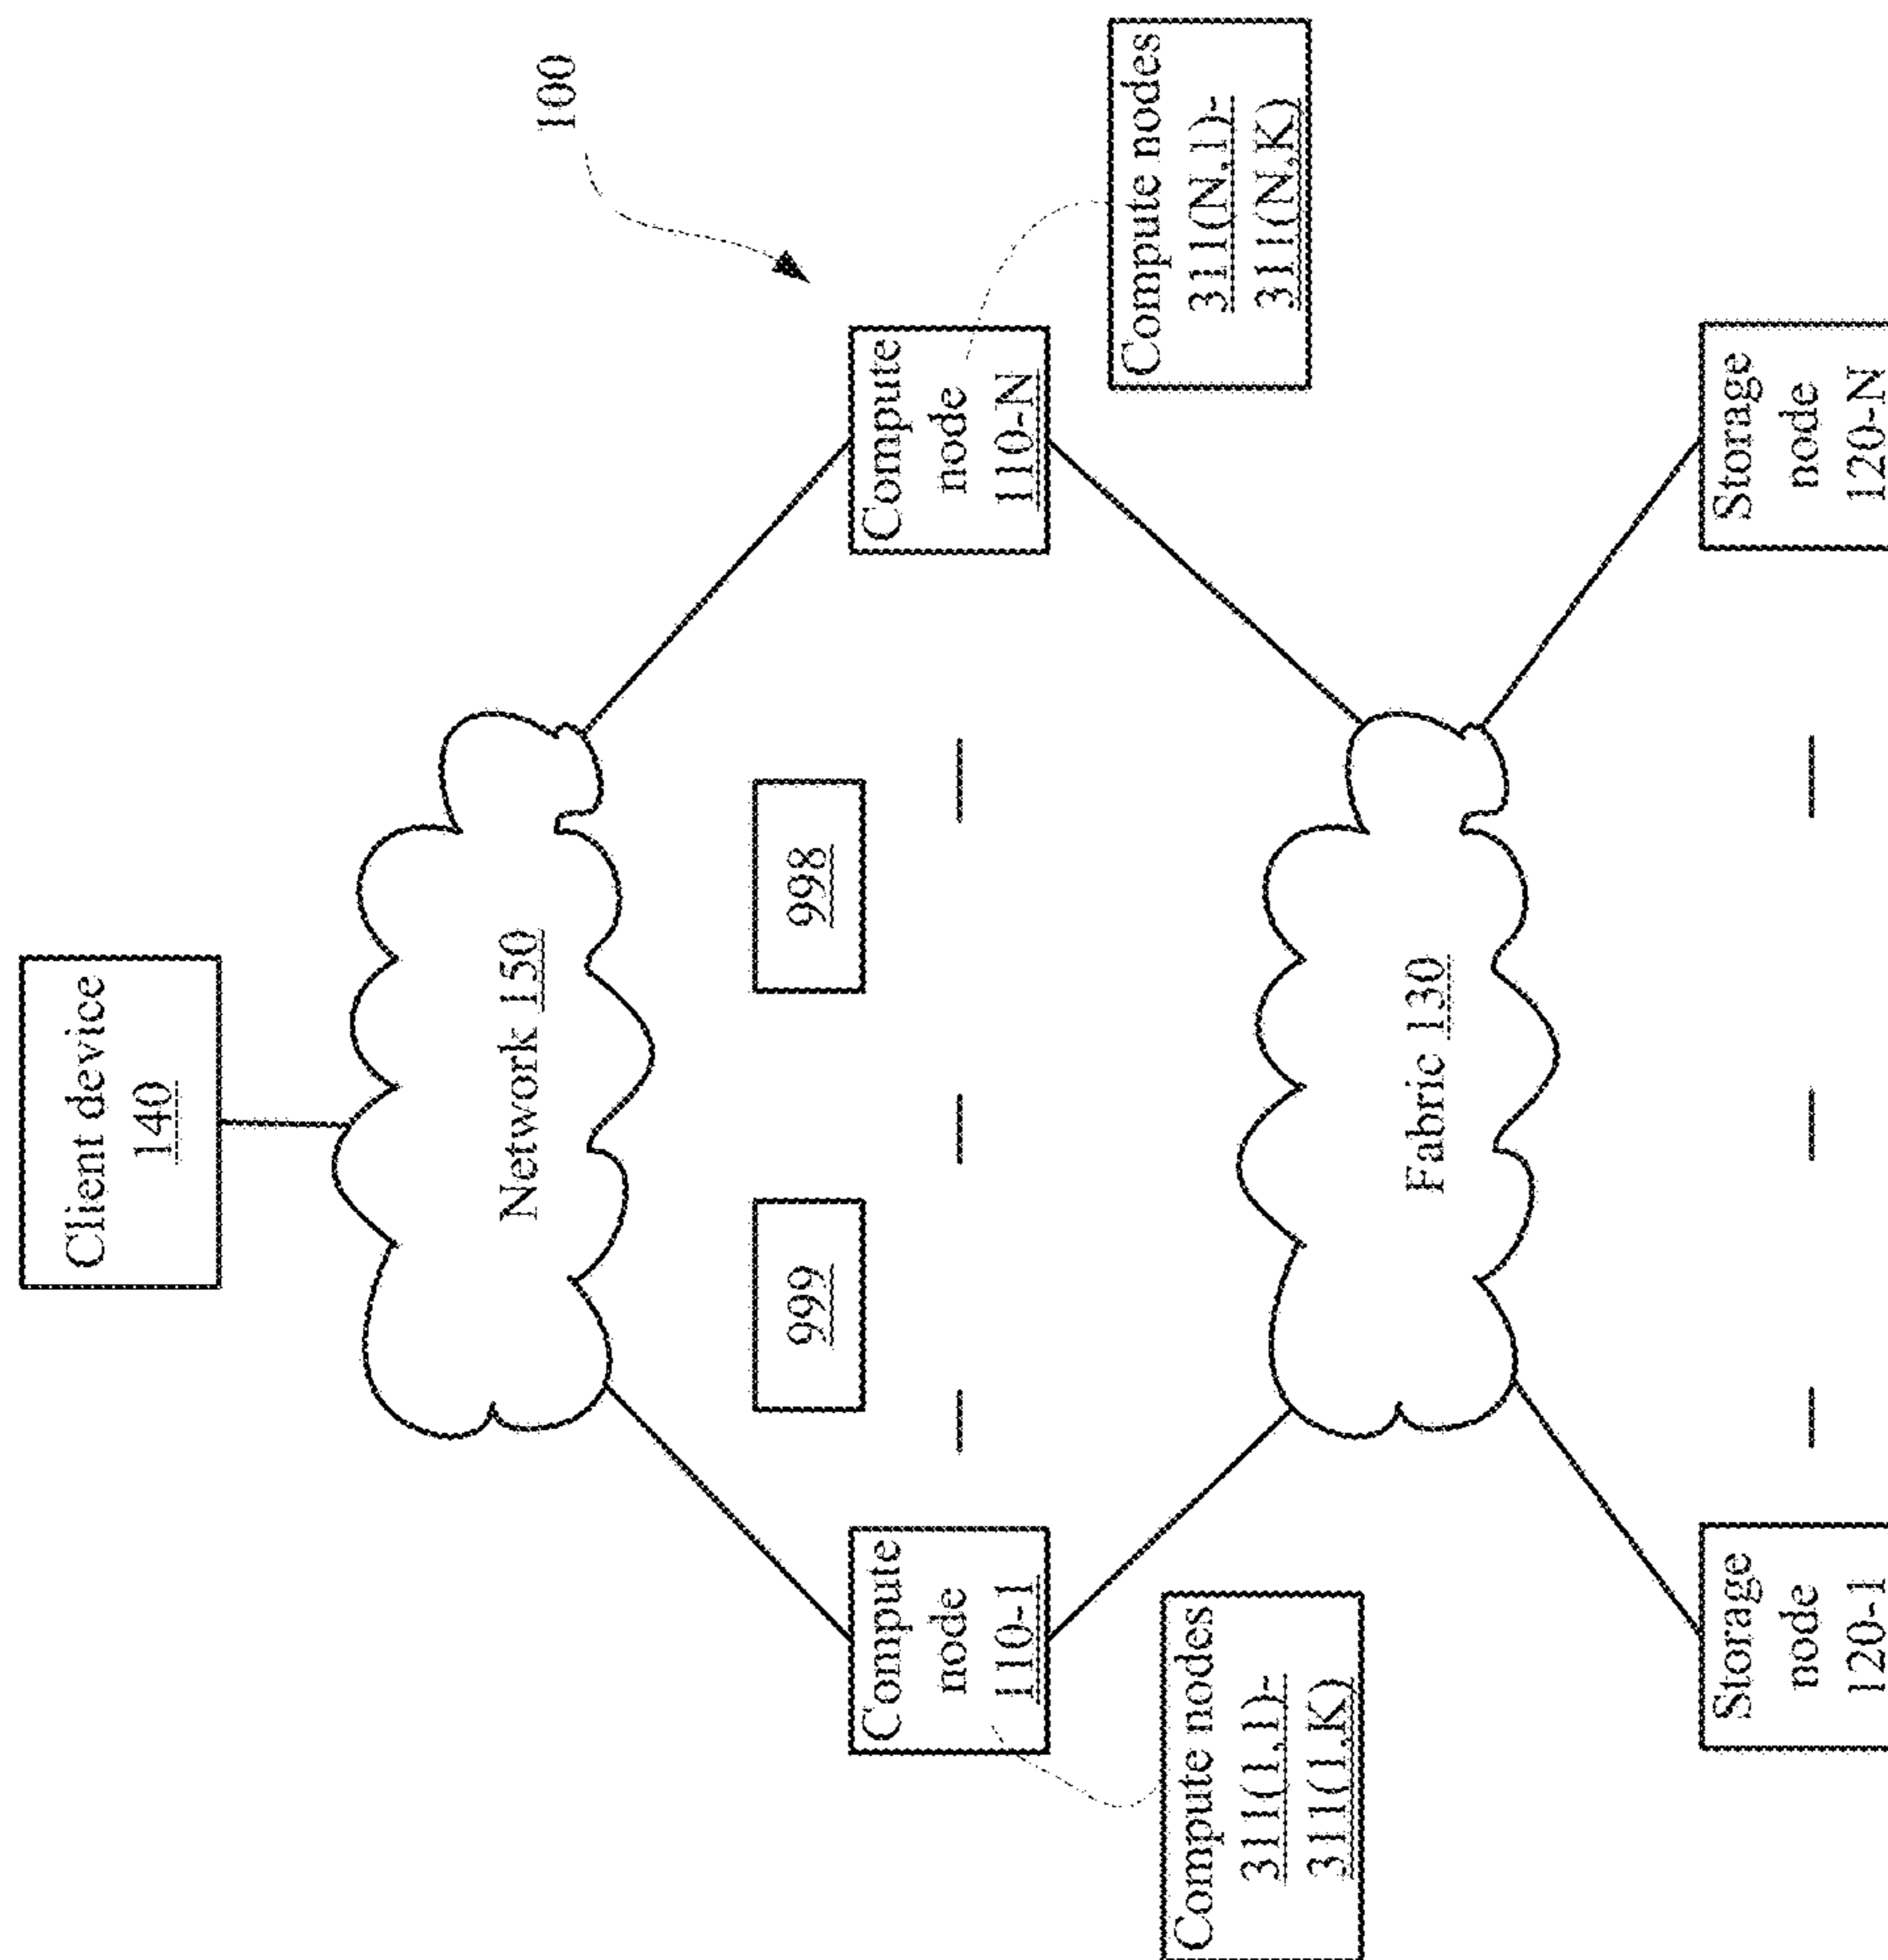 Client device
140
100
Network 150
999
998
Compute
node
110-1
Compute
node
110-N
Compute nodes
311(1,1)-
311(1,K)
Compute nodes
311(N,1)-
311(N,K)
Fabric 130
Storage
node
120-1
Storage
node
120-N